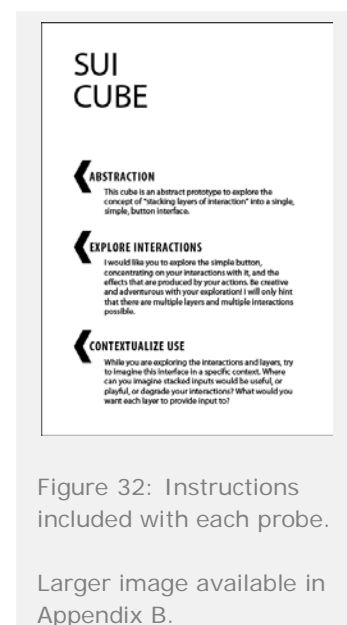 SUI
CUBE
ABSTRACTION
This cube is an abstract prototype to explore the
concept of "stacking layers of interaction" into a single,
simple, button interface.
EXPLORE INTERACTIONS
I would like you to explore the simple button,
concentrating on your interactions with it, and the
effects that are produced by your actions. Be creative
and adventurous with your exploration! I will only hint
that there are multiple layers and multiple interactions
possible.
CONTEXTUALIZE USE
While you are exploring the interactions and layers, try
to imagine this interface in a specific context. Where
can you imagine stacked inputs would be useful, or
playful, or degrade your interactions? What would you
want each layer to provide input to?
Figure 32: Instructions
included with each probe.
Larger image available in
Appendix B.